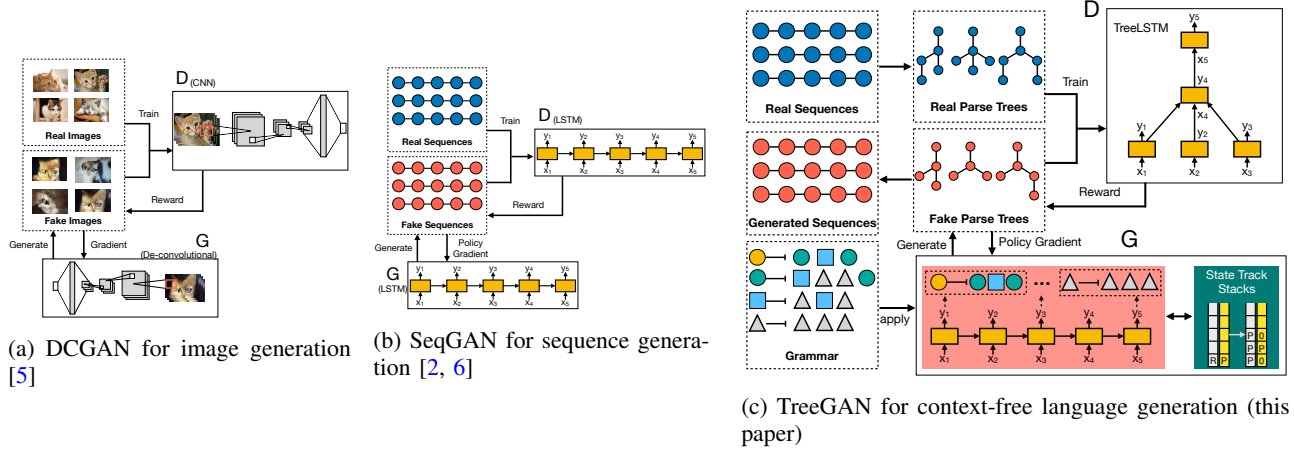 D (CNN)
Real Images
Train
Fake Images
Reward
Generate
Gradient
G
(De-convolutional)
(a) DCGAN for image generation
[5]
D (LSTM)
Real Sequences
Train
y1 y2 y3 y4 y5
x1 x2 x3 x4 x5
Fake Sequences
Reward
Generate
Policy
Gradient
G
(LSTM)
y1 y2 y3 y4 y5
x1 x2 x3 x4 x5
(b) SeqGAN for sequence genera-
tion [2, 6]
D
TreeLSTM
y5
x5
y4
x4
y1 y2 y3
x1 x2 x3
Real Sequences
Real Parse Trees
Train
Generated Sequences
Fake Parse Trees
Reward
Generate
Policy Gradient
G
Grammar
apply
...
y1 y2 y3 y4 y5
x1 x2 x3 x4 x5
State Track
Stacks
P 0
P P
R P P 0
(c) TreeGAN for context-free language generation (this
paper)